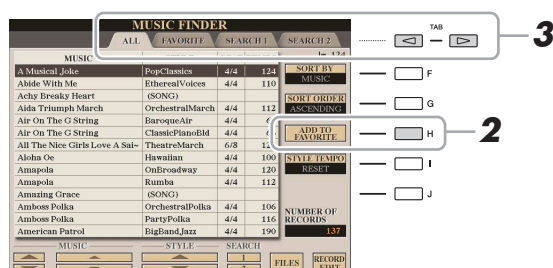 MUSIC FINDER
ALL FAVORITE SEARCH 1 SEARCH 2
TAB
3
MUSIC
A Musical Joke PopClassics 4/4 124
Abide With Me EtherealVoices 4/4 110
Achy Breaky Heart (SONG)
Aida Triumph March OrchestralMarch 4/4 112
Air On The G String BaroqueAir 4/4
Air On The G String ClassicPianoBld 4/4
All The Nice Girls Love A Sai~ TheatreMarch 6/8
Aloha Oe Hawaiian 4/4 100
Amapola OnBroadway 4/4 120
Amapola Rumba 4/4 112
Amazing Grace (SONG)
Amboss Polka OrchestralPolka 4/4 106
Amboss Polka PartyPolka 4/4 116
American Patrol BigBandJazz 4/4 190
SORT BY
MUSIC
F
SORT ORDER
ASCENDING
G
ADD TO
FAVORITE
H
2
STYLE TEMPO
RESET
I
J
NUMBER OF
RECORDS
137
MUSIC STYLE SEARCH
1
2
FILES
RECORD
EDIT